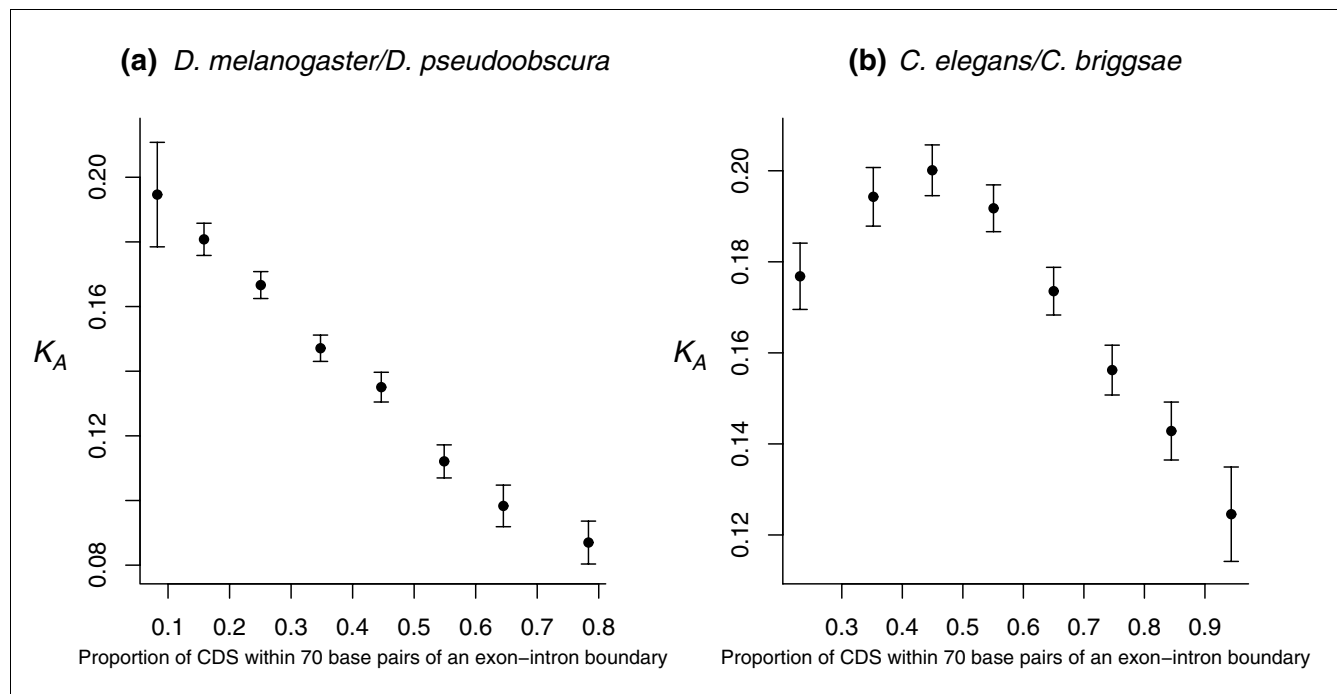 (a) D. melanogaster/D. pseudoobscura
0.20
0.16
0.12
0.08
K_A
0.1 0.2 0.3 0.4 0.5 0.6 0.7 0.8
Proportion of CDS within 70 base pairs of an exon–intron boundary
(b) C. elegans/C. briggsae
0.20
0.18
0.16
0.14
0.12
K_A
0.3 0.4 0.5 0.6 0.7 0.8 0.9
Proportion of CDS within 70 base pairs of an exon–intron boundary